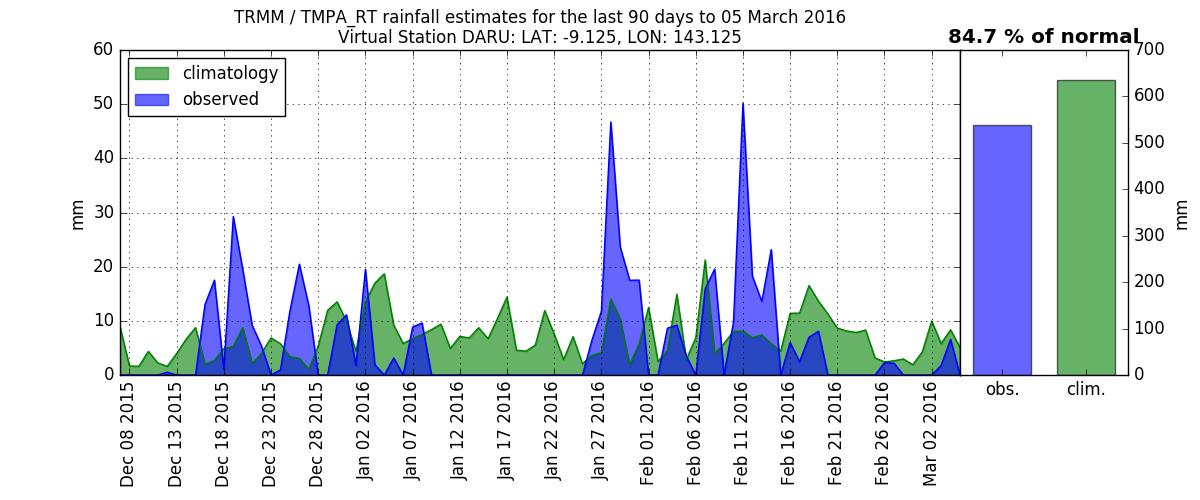 TRMM / TMPA_RT rainfall estimates for the last 90 days to 05 March 2016
Virtual Station DARU: LAT: -9.125, LON: 143.125
84.7 % of normal
climatology
observed
60
50
40
30
20
10
0
mm
Dec 08 2015
Dec 13 2015
Dec 18 2015
Dec 23 2015
Dec 28 2015
Jan 02 2016
Jan 07 2016
Jan 12 2016
Jan 17 2016
Jan 22 2016
Jan 27 2016
Feb 01 2016
Feb 06 2016
Feb 11 2016
Feb 16 2016
Feb 21 2016
Feb 26 2016
Mar 02 2016
obs.
clim.
700
600
500
400
300
200
100
0
mm